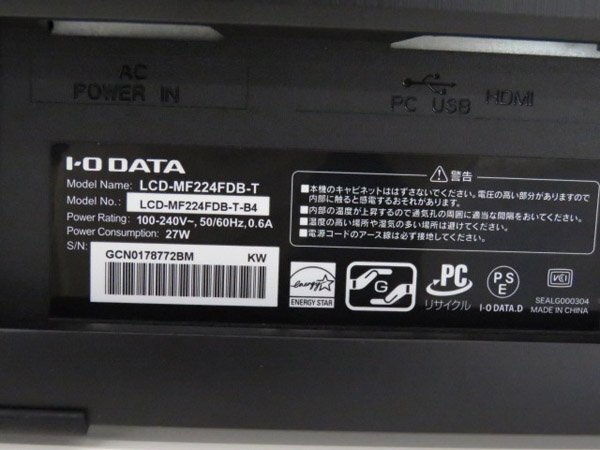 AC
POWER IN
PC USB
HDMI
I-O DATA
Model Name: LCD-MF224FDB-T
Model No.: LCD-MF224FDB-T-B4
Power Rating: 100-240V~, 50/60Hz, 0.6A
Power Consumption: 27W
S/N:
GCN0178772BM KW
警告
■本機のキャビネットははずさないでください。電圧の高い部分がありますので
内部に触ると感電するおそれがあります。
■内部の温度が上昇するので通気孔の周囲に適当な間隔をおいてください。
■温度の高い場所や湿気の多い場所は避けてください。
■電源コードのアース線は必ず接地してください。
energy
ENERGY STAR
G
PC
リサイクル
PS
E
I-O DATA.D
VCI
SEALG000304
MADE IN CHINA